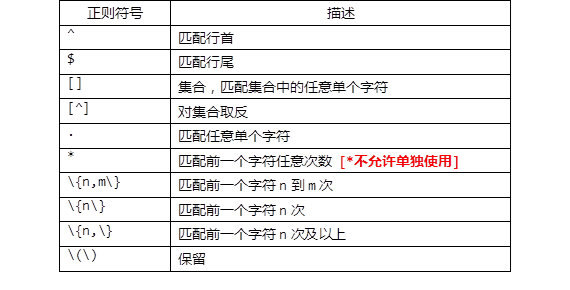 正则符号 描述
^ 匹配行首
$ 匹配行尾
[] 集合，匹配集合中的任意单个字符
[^] 对集合取反
. 匹配任意单个字符
* 匹配前一个字符任意次数 [*不允许单独使用]
\{n,m\} 匹配前一个字符 n 到 m 次
\{n\} 匹配前一个字符 n 次
\{n,\} 匹配前一个字符 n 次及以上
\(\) 保留